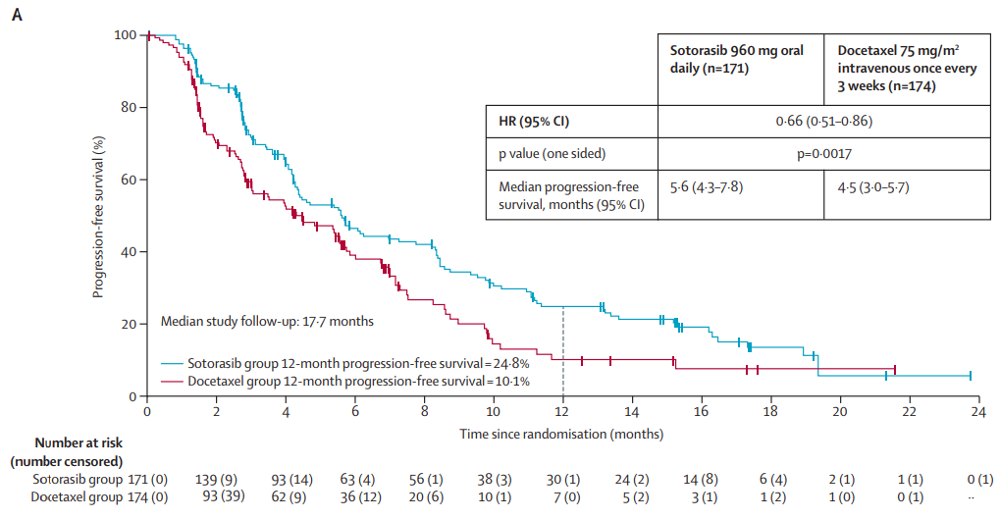 A
Sotorasib 960 mg oral daily (n=171)
Docetaxel 75 mg/m² intravenous once every 3 weeks (n=174)
HR (95% CI)
0·66 (0·51–0·86)
p value (one sided)
p=0·0017
Median progression-free survival, months (95% CI)
5·6 (4·3–7·8)
4·5 (3·0–5·7)
Progression-free survival (%)
100
80
60
40
20
0
Median study follow-up: 17·7 months
Sotorasib group 12-month progression-free survival=24·8%
Docetaxel group 12-month progression-free survival=10·1%
0 2 4 6 8 10 12 14 16 18 20 22 24
Time since randomisation (months)
Number at risk
(number censored)
Sotorasib group 171 (0) 139 (9) 93 (14) 63 (4) 56 (1) 38 (3) 30 (1) 24 (2) 14 (8) 6 (4) 2 (1) 1 (1) 0 (1)
Docetaxel group 174 (0) 93 (39) 62 (9) 36 (12) 20 (6) 10 (1) 7 (0) 5 (2) 3 (1) 1 (2) 1 (0) 0 (1) ··